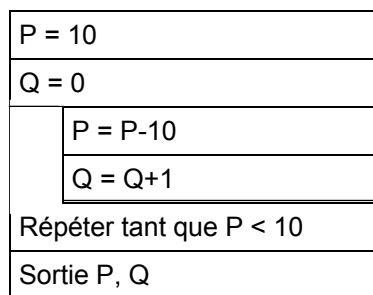 P = 10
Q = 0
P = P-10
Q = Q+1
Répéter tant que P < 10
Sortie P, Q